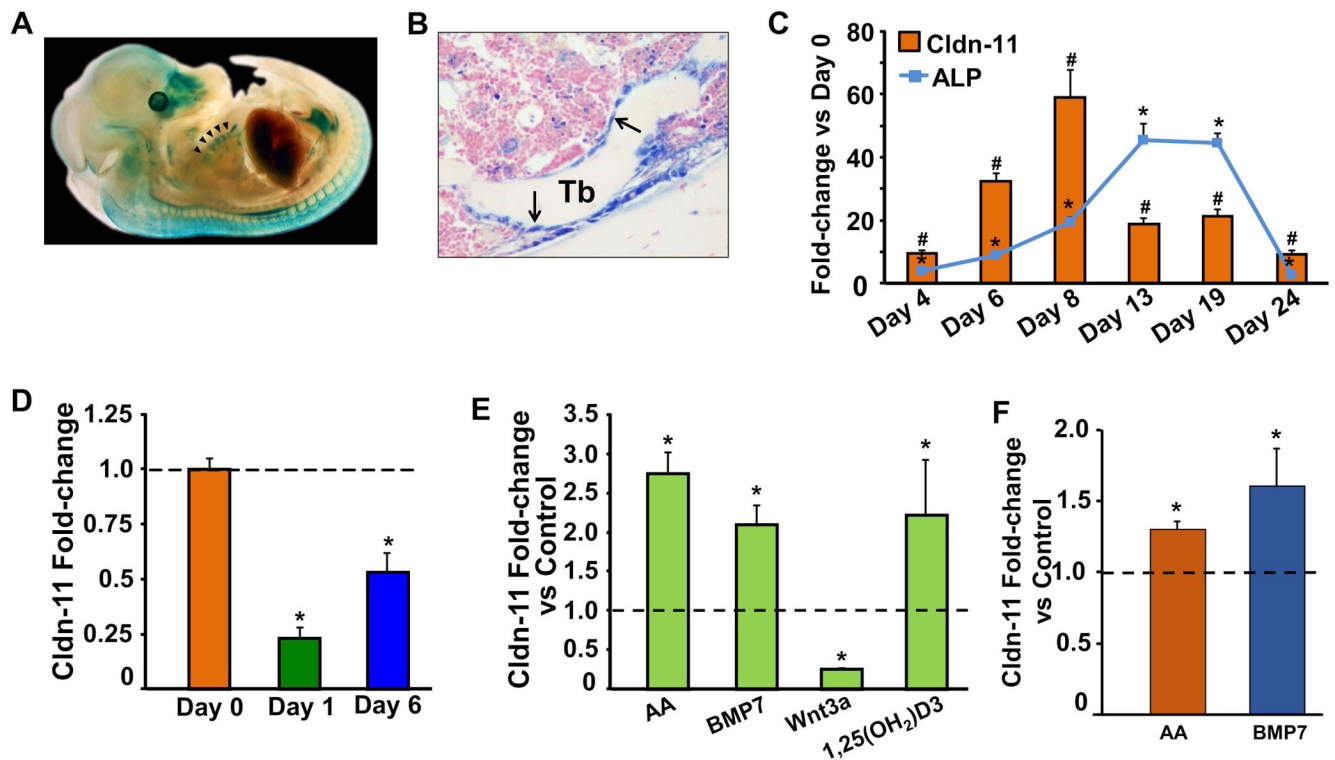 A
B
Tb
C
Fold-change vs Day 0
80
60
40
20
0
Cldn-11
ALP
#
*
#
*
#
*
*
#
*
#
#
*
Day 4
Day 6
Day 8
Day 13
Day 19
Day 24
D
Cldn-11 Fold-change
1.25
1.0
0.75
0.5
0.25
0
*
*
Day 0
Day 1
Day 6
E
Cldn-11 Fold-change
vs Control
3.5
3.0
2.5
2.0
1.5
1.0
0.5
0
*
*
*
*
AA
BMP7
Wnt3a
1,25(OH₂)D3
F
Cldn-11 Fold-change
vs Control
2.0
1.5
1.0
0.5
0
*
*
AA
BMP7